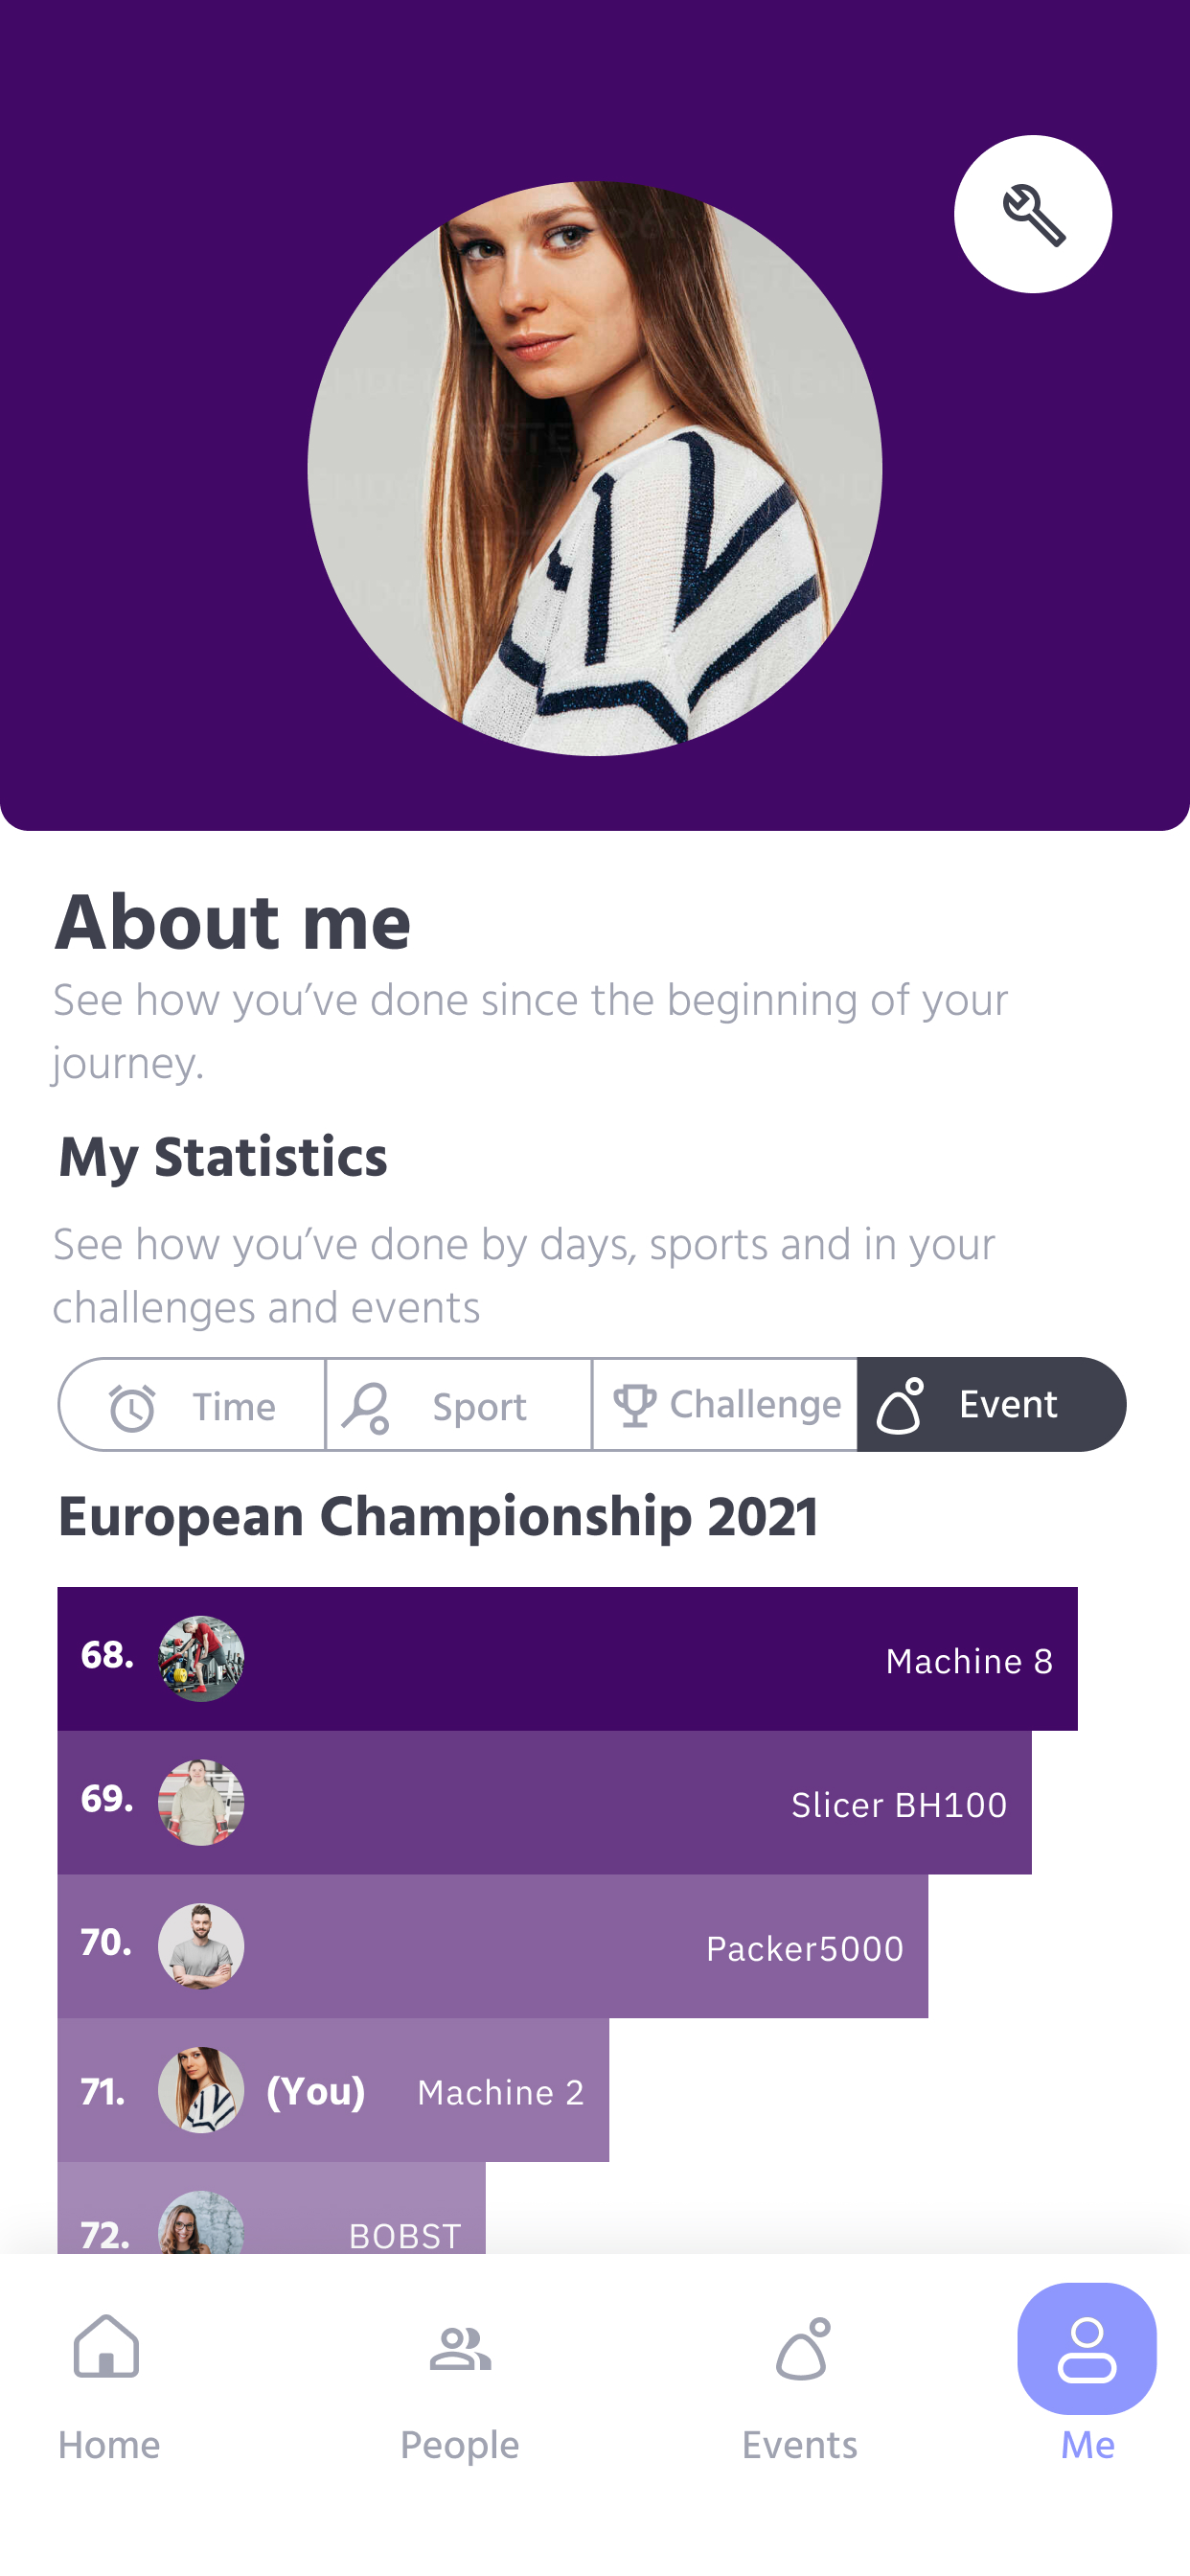 About me
See how you’ve done since the beginning of your
journey.
My Statistics
See how you’ve done by days, sports and in your
challenges and events
Time Sport Challenge Event
European Championship 2021
68. Machine 8
69. Slicer BH100
70. Packer5000
71. (You) Machine 2
72. BOBST
Home People Events Me